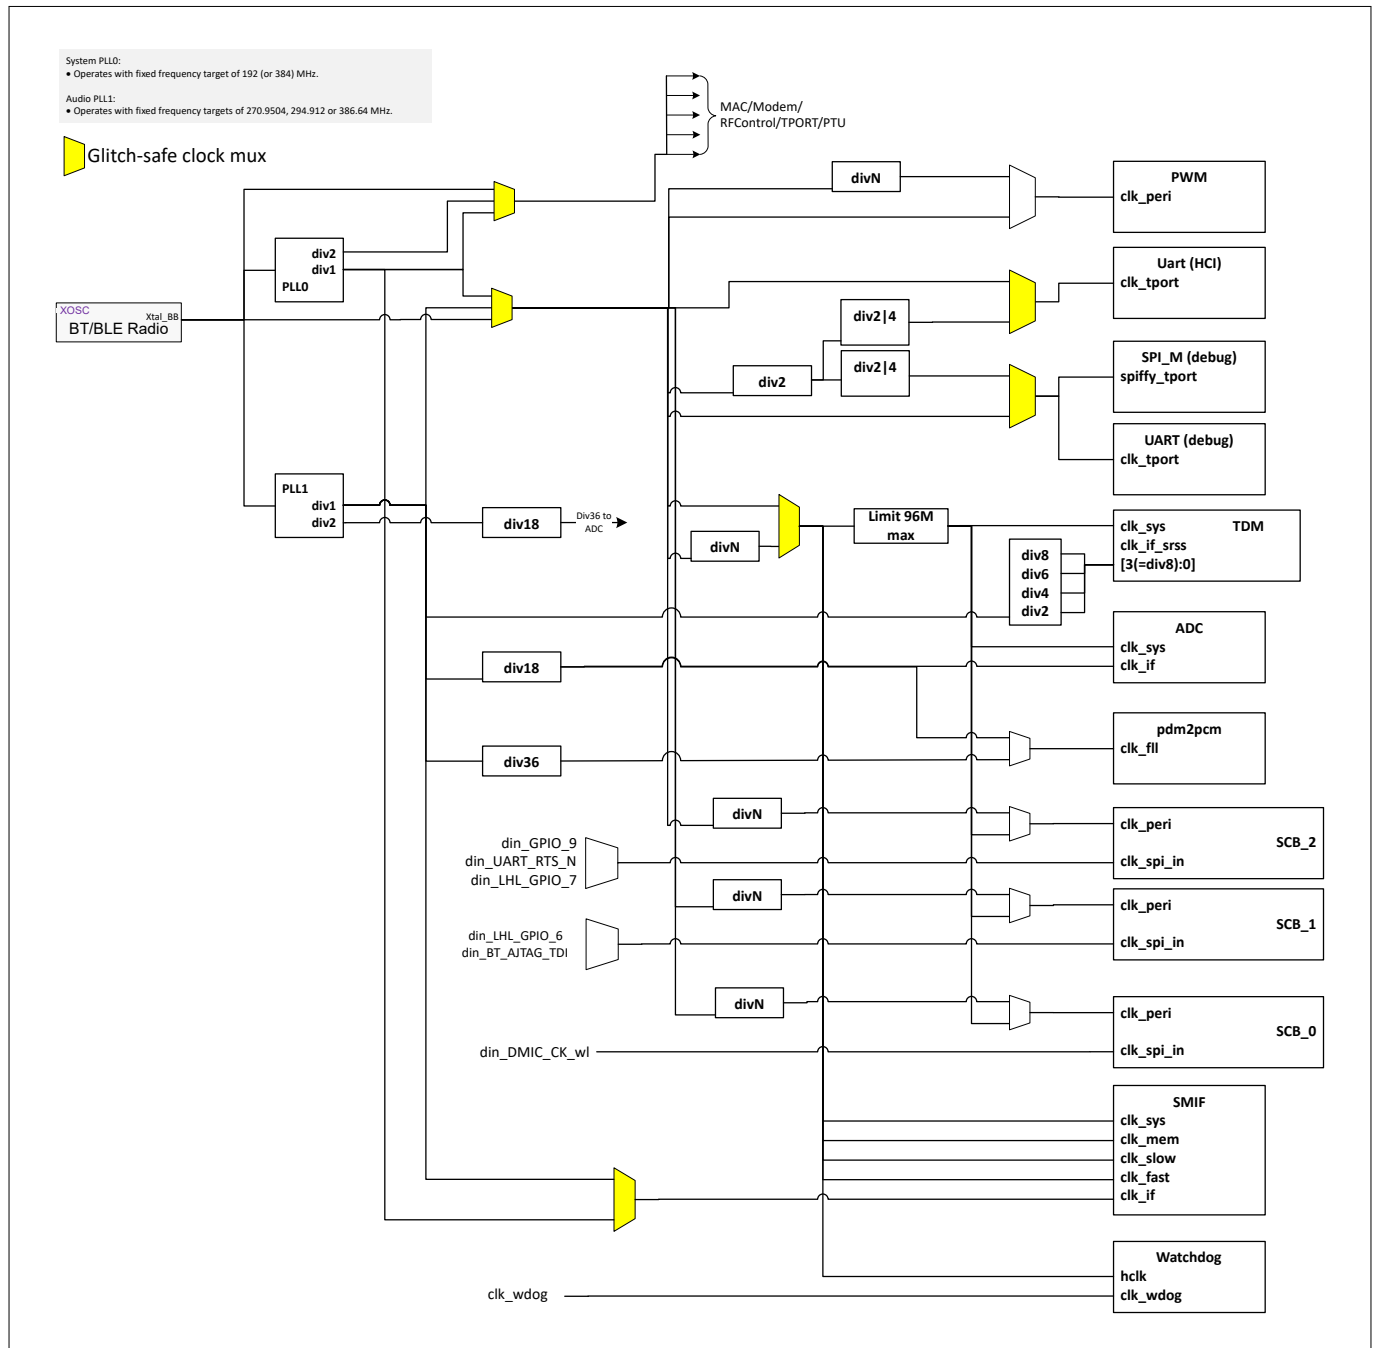 System PLL0:
• Operates with fixed frequency target of 192 (or 384) MHz.
Audio PLL1:
• Operates with fixed frequency targets of 270.9504, 294.912 or 386.64 MHz.
Glitch-safe clock mux
MAC/Modem/
RFControl/TPORT/PTU
divN
PWM
clk_peri
div2
div1
PLL0
Uart (HCI)
clk_tport
XOSC
Xtal_BB
BT/BLE Radio
div2|4
div2
div2|4
SPI_M (debug)
spiffy_tport
UART (debug)
clk_tport
PLL1
div1
div2
div18
Div36 to
ADC
divN
Limit 96M
max
clk_sys
TDM
clk_if_srss
[3(=div8):0]
div8
div6
div4
div2
ADC
clk_sys
clk_if
div18
pdm2pcm
clk_fll
div36
divN
clk_peri
SCB_2
clk_spi_in
din_GPIO_9
din_UART_RTS_N
din_LHL_GPIO_7
divN
clk_peri
SCB_1
clk_spi_in
din_LHL_GPIO_6
din_BT_AJTAG_TDI
divN
clk_peri
SCB_0
clk_spi_in
din_DMIC_CK_wl
SMIF
clk_sys
clk_mem
clk_slow
clk_fast
clk_if
Watchdog
hclk
clk_wdog
clk_wdog